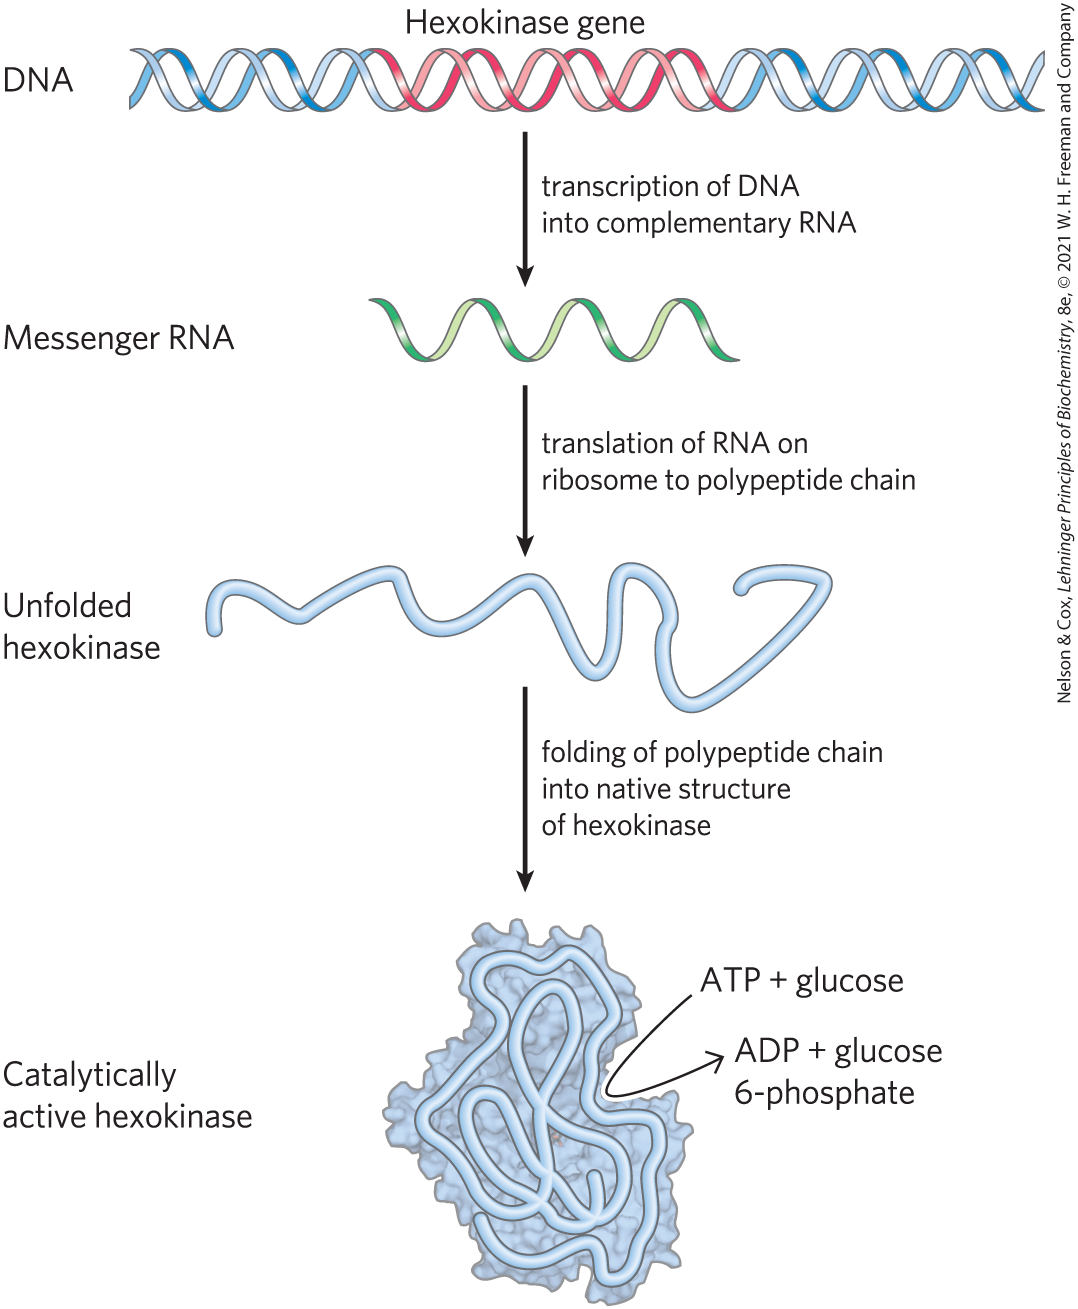 Hexokinase gene
DNA
transcription of DNA
into complementary RNA
Messenger RNA
translation of RNA on
ribosome to polypeptide chain
Unfolded
hexokinase
folding of polypeptide chain
into native structure
of hexokinase
ATP + glucose
ADP + glucose
6-phosphate
Catalytically
active hexokinase
Nelson & Cox, Lehninger Principles of Biochemistry, 8e, © 2021 W. H. Freeman and Company